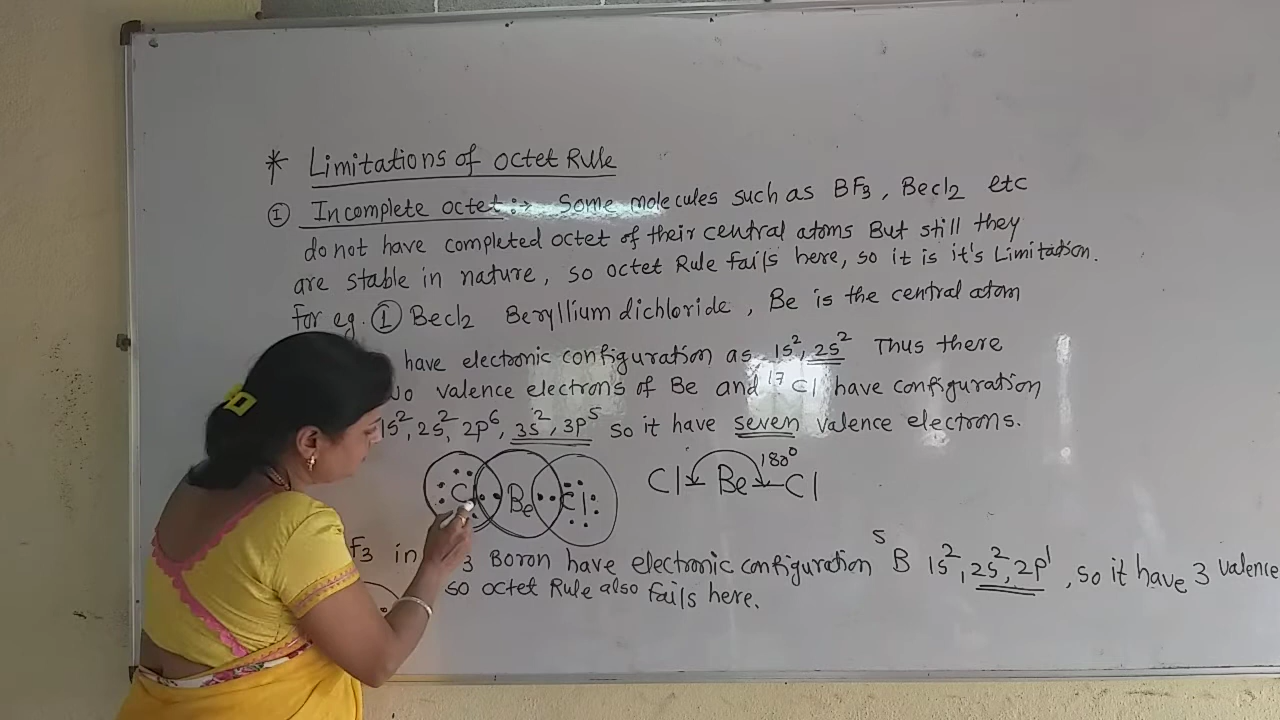 * Limitations of Octet Rule
① Incomplete octet :→ Some molecules such as BF₃, Becl₂ etc
do not have completed octet of their central atoms But still they
are stable in nature, so octet Rule fails here, so it is it's Limitation.
For eg. ① Becl₂ Beryllium dichloride, Be is the central atom
have electronic configuration as 1s², 2s² Thus there
valence electrons of Be and ¹⁷Cl have configuration
1s², 2s², 2p⁶, 3s², 3p⁵ so it have seven valence electrons.
Be Cl Cl Be Cl 180°
F₃ in ₃ Boron have electronic configuration ⁵B 1s², 2s², 2p¹, so it have 3 valence
so octet Rule also fails here.